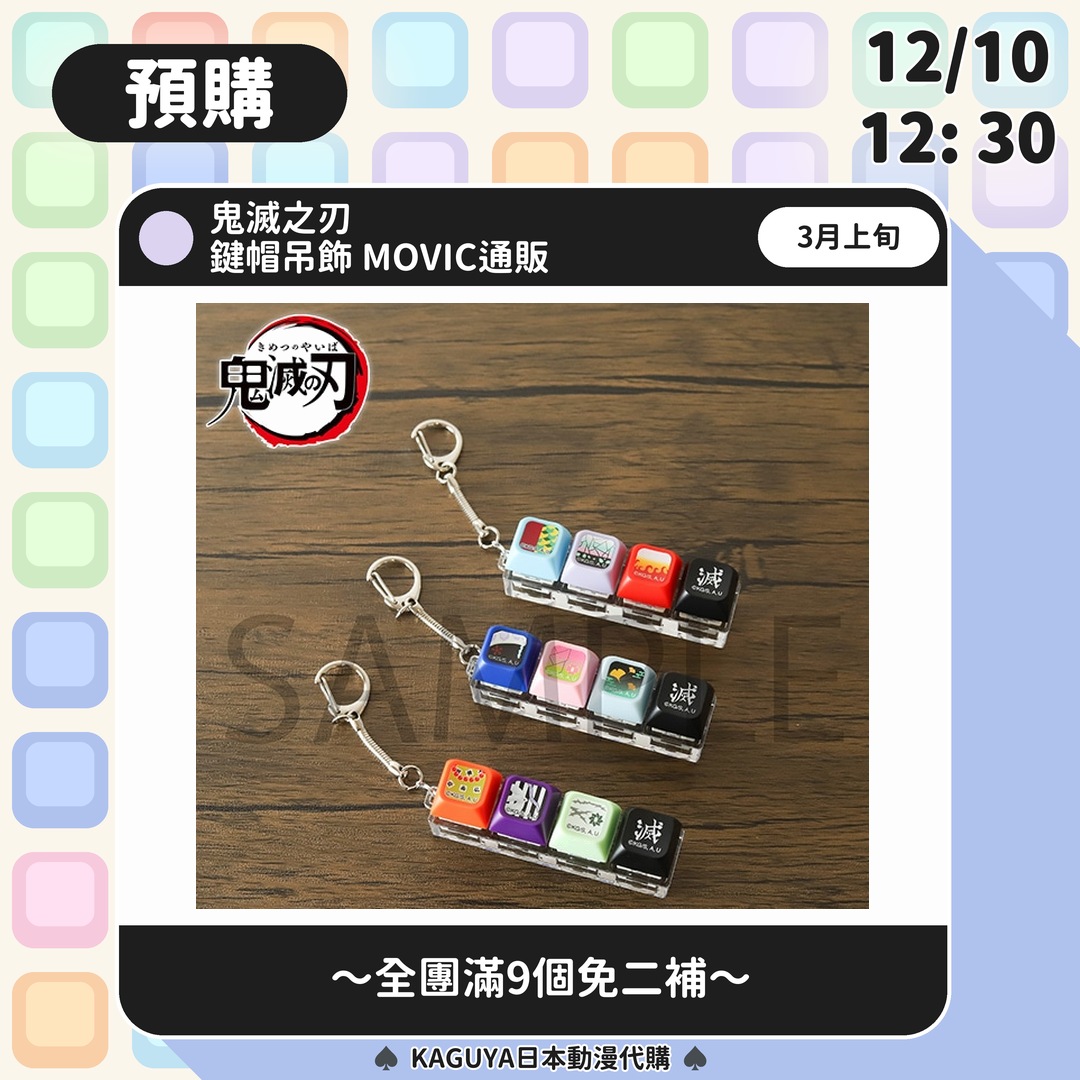 預購
12/10
12: 30
鬼滅之刃
鍵帽吊飾 MOVIC通販
3月上旬
きめつのやいば
鬼滅の刃
SAMPLE
滅
©KG/S, A, U
滅
©KG/S, A, U
滅
©KG/S, A, U
～全團滿9個免二補～
♠ KAGUYA日本動漫代購 ♠